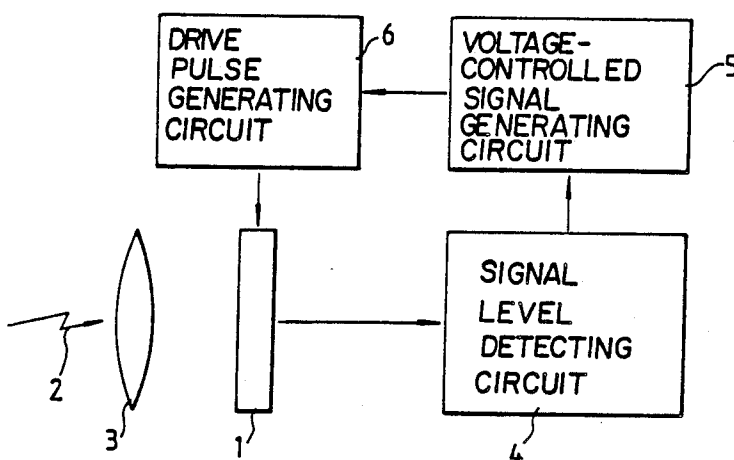 DRIVE
PULSE
GENERATING
CIRCUIT
6
VOLTAGE-
CONTROLLED
SIGNAL
GENERATING
CIRCUIT
5
SIGNAL
LEVEL
DETECTING
CIRCUIT
2
3
1
4